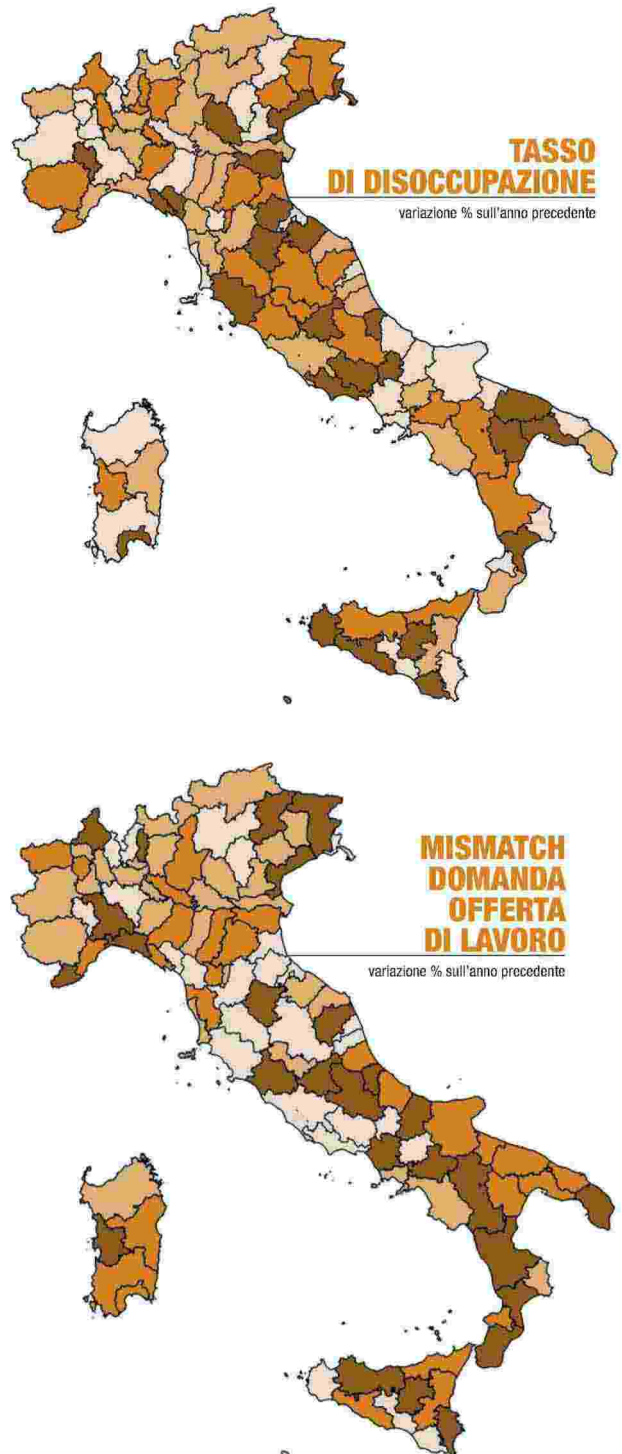 TASSO
DI DISOCCUPAZIONE
variazione % sull'anno precedente
MISMATCH
DOMANDA
OFFERTA
DI LAVORO
variazione % sull'anno precedente